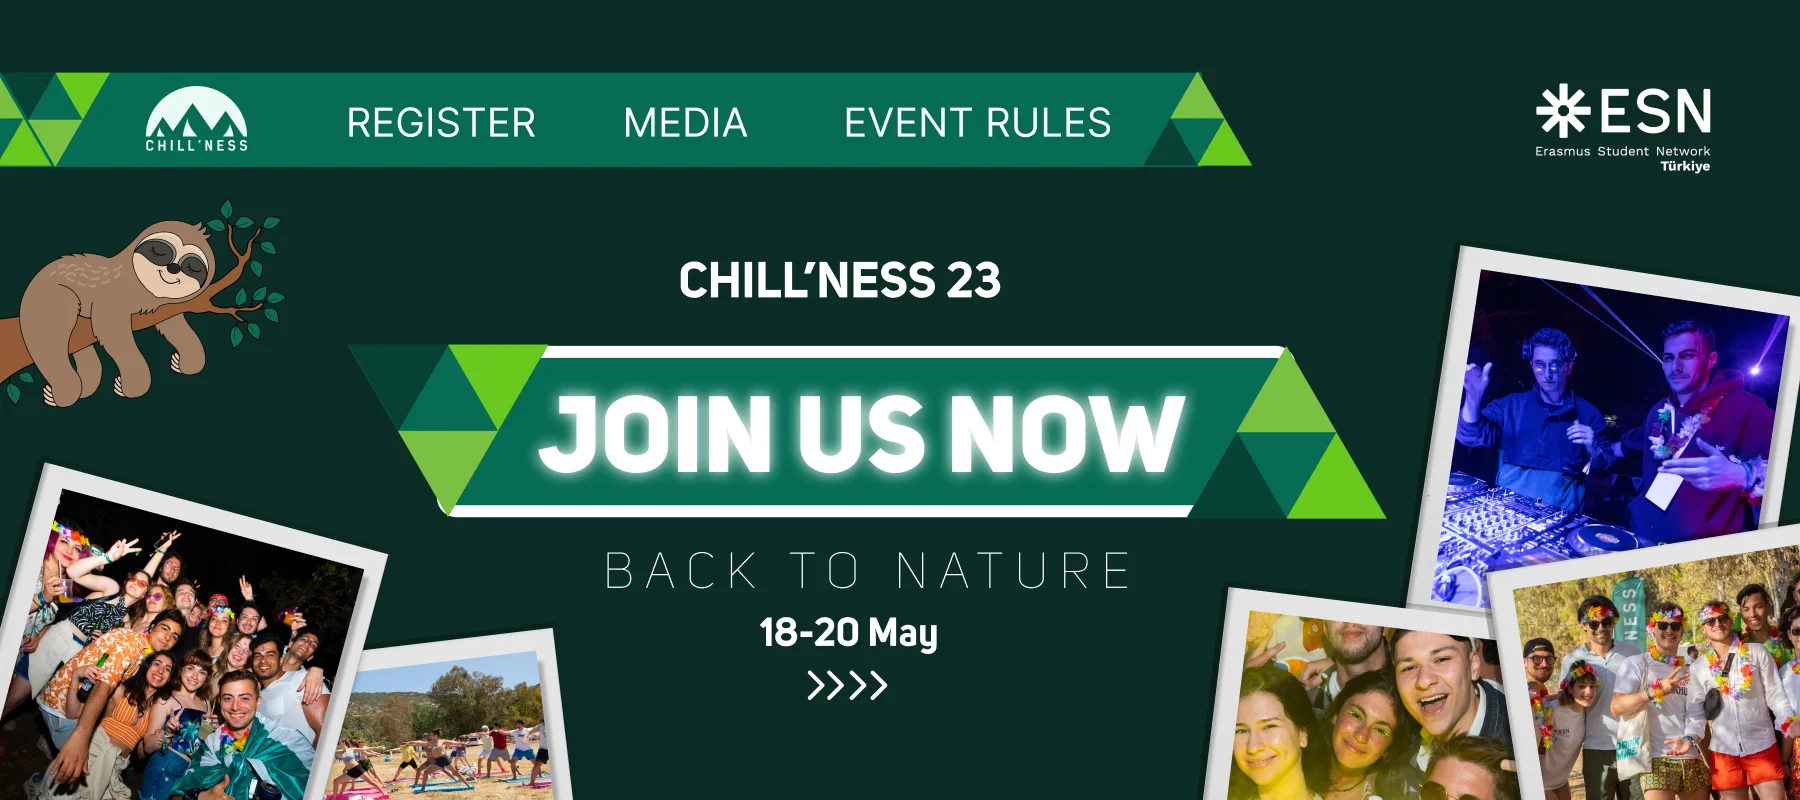 CHILL'NESS
REGISTER
MEDIA
EVENT RULES
ESN
Erasmus Student Network
Türkiye
CHILL'NESS 23
JOIN US NOW
BACK TO NATURE
18-20 May
NESS